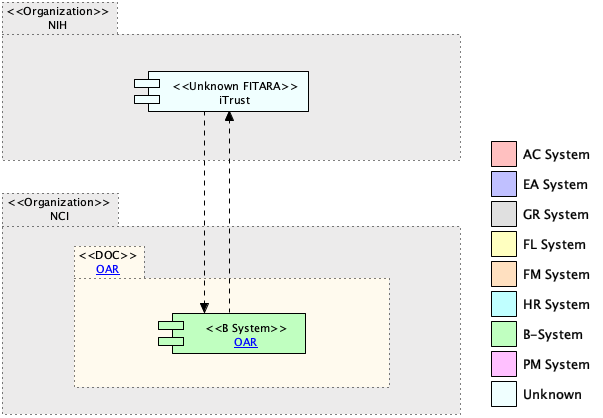 <<Organization>>
NIH
<<Unknown FITARA>>
iTrust
<<Organization>>
NCI
<<DOC>>
OAR
<<B System>>
OAR
AC System
EA System
GR System
FL System
FM System
HR System
B-System
PM System
Unknown